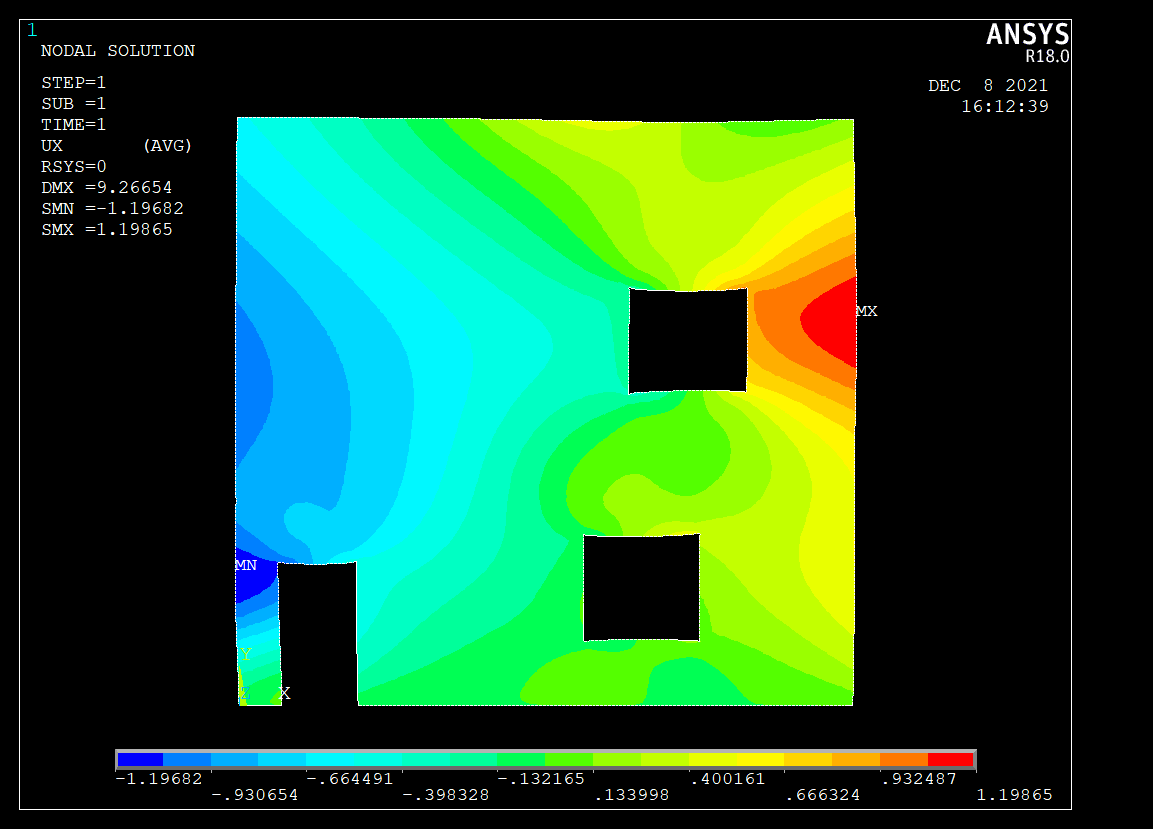 1
NODAL SOLUTION
ANSYS
R18.0
STEP=1
SUB =1
TIME=1
UX (AVG)
RSYS=0
DMX =9.26654
SMN =-1.19682
SMX =1.19865
DEC 8 2021
16:12:39
MX
MN
Y
Z X
-1.19682 -.664491 -.132165 .400161 .932487
-.930654 -.398328 .133998 .666324 1.19865